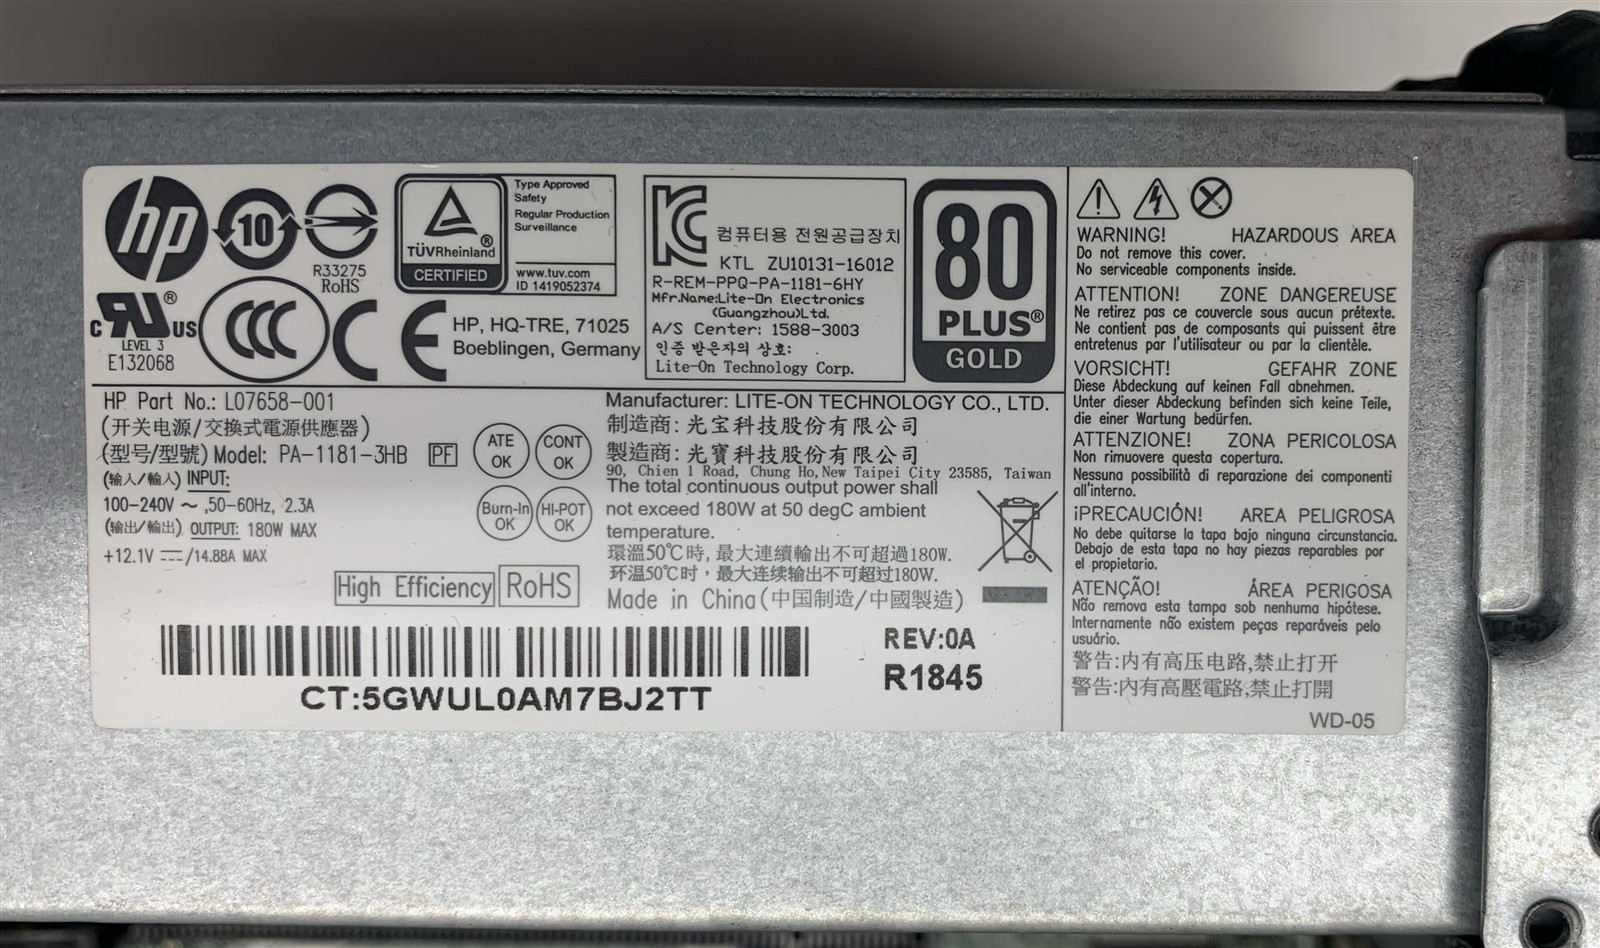 hp
10
R33275
RoHS
TÜVRheinland®
CERTIFIED
Type Approved
Safety
Regular Production
Surveillance
www.tuv.com
ID 1419052374
c RU® US
LEVEL 3
E132068
CCC
CE
HP, HQ-TRE, 71025
Boeblingen, Germany
KC
컴퓨터용 전원공급장치
KTL ZU10131-16012
R-REM-PPQ-PA-1181-6HY
Mfr.Name:Lite-On Electronics
(Guangzhou)Ltd.
A/S Center: 1588-3003
인증 받은자의 상호:
Lite-On Technology Corp.
80
PLUS®
GOLD
HP Part No.: L07658-001
(开关电源/交換式電源供應器)
(型号/型號) Model: PA-1181-3HB PF
(输入/輸入) INPUT:
100-240V ~ ,50-60Hz, 2.3A
(输出/輸出) OUTPUT: 180W MAX
+12.1V ⎓/14.88A MAX
ATE
OK
CONT
OK
Burn-In
OK
HI-POT
OK
High Efficiency
RoHS
Manufacturer: LITE-ON TECHNOLOGY CO., LTD.
制造商: 光宝科技股份有限公司
製造商: 光寶科技股份有限公司
90, Chien 1 Road, Chung Ho,New Taipei City 23585, Taiwan
The total continuous output power shall
not exceed 180W at 50 degC ambient
temperature.
環溫50℃時, 最大連續輸出不可超過180W.
环温50℃时，最大连续输出不可超过180W.
Made in China(中国制造/中國製造)
CT:5GWUL0AM7BJ2TT
REV:0A
R1845
WARNING! HAZARDOUS AREA
Do not remove this cover.
No serviceable components inside.
ATTENTION! ZONE DANGEREUSE
Ne retirez pas ce couvercle sous aucun prétexte.
Ne contient pas de composants qui puissent être
entretenus par l'utilisateur ou par la clientèle.
VORSICHT! GEFAHR ZONE
Diese Abdeckung auf keinen Fall abnehmen.
Unter dieser Abdeckung befinden sich keine Teile,
die einer Wartung bedürfen.
ATTENZIONE! ZONA PERICOLOSA
Non rimuovere questa copertura.
Nessuna possibilità di reparazione dei componenti
all'interno.
¡PRECAUCIÓN! AREA PELIGROSA
No debe quitarse la tapa bajo ninguna circunstancia.
Debajo de esta tapa no hay piezas reparables por
el propietario.
ATENÇÃO! ÁREA PERIGOSA
Não remova esta tampa sob nenhuma hipótese.
Internamente não existem peças reparáveis pelo
usuário.
警告:内有高压电路,禁止打开
警告:內有高壓電路,禁止打開
WD-05